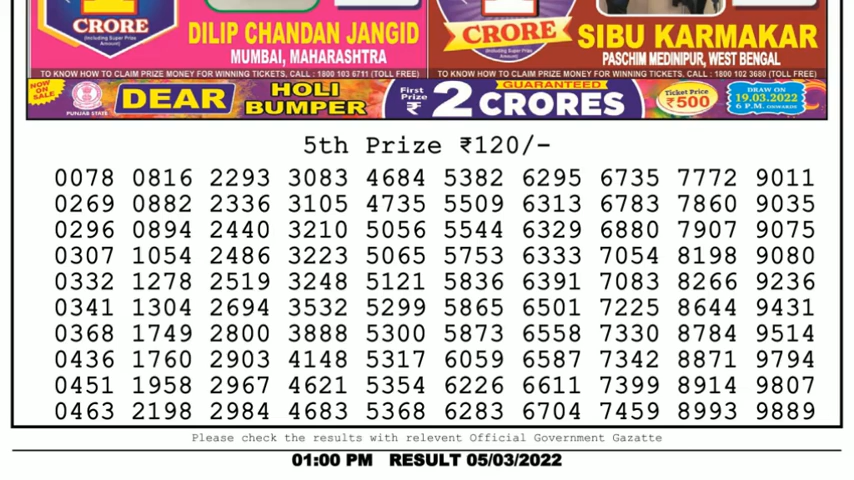 1
CRORE
(Including Super Prize Amount)
DILIP CHANDAN JANGID
MUMBAI, MAHARASHTRA
TO KNOW HOW TO CLAIM PRIZE MONEY FOR WINNING TICKETS, CALL : 1800 103 6711 (TOLL FREE)
1
CRORE
(Including Super Prize Amount)
SIBU KARMAKAR
PASCHIM MEDINIPUR, WEST BENGAL
TO KNOW HOW TO CLAIM PRIZE MONEY FOR WINNING TICKETS, CALL : 1800 102 3680 (TOLL FREE)
NOW ON SALE
PUNJAB STATE
DEAR
HOLI
BUMPER
First Prize ₹
2 CRORES
GUARANTEED
Ticket Price
₹500
DRAW ON
19.03.2022
6 P.M. ONWARDS
5th Prize ₹120/-
0078 0816 2293 3083 4684 5382 6295 6735 7772 9011
0269 0882 2336 3105 4735 5509 6313 6783 7860 9035
0296 0894 2440 3210 5056 5544 6329 6880 7907 9075
0307 1054 2486 3223 5065 5753 6333 7054 8198 9080
0332 1278 2519 3248 5121 5836 6391 7083 8266 9236
0341 1304 2694 3532 5299 5865 6501 7225 8644 9431
0368 1749 2800 3888 5300 5873 6558 7330 8784 9514
0436 1760 2903 4148 5317 6059 6587 7342 8871 9794
0451 1958 2967 4621 5354 6226 6611 7399 8914 9807
0463 2198 2984 4683 5368 6283 6704 7459 8993 9889
Please check the results with relevent Official Government Gazatte
01:00 PM RESULT 05/03/2022